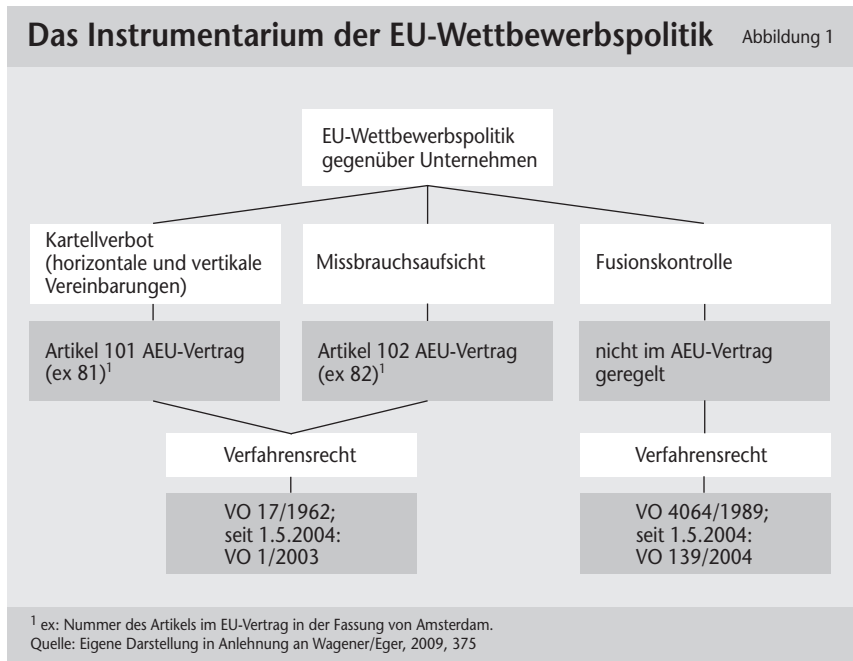 Das Instrumentarium der EU-Wettbewerbspolitik Abbildung 1
EU-Wettbewerbspolitik
gegenüber Unternehmen
Kartellverbot
(horizontale und vertikale
Vereinbarungen)
Missbrauchsaufsicht
Fusionskontrolle
Artikel 101 AEU-Vertrag
(ex 81)¹
Artikel 102 AEU-Vertrag
(ex 82)¹
nicht im AEU-Vertrag
geregelt
Verfahrensrecht
Verfahrensrecht
VO 17/1962;
seit 1.5.2004:
VO 1/2003
VO 4064/1989;
seit 1.5.2004:
VO 139/2004
¹ ex: Nummer des Artikels im EU-Vertrag in der Fassung von Amsterdam.
Quelle: Eigene Darstellung in Anlehnung an Wagener/Eger, 2009, 375